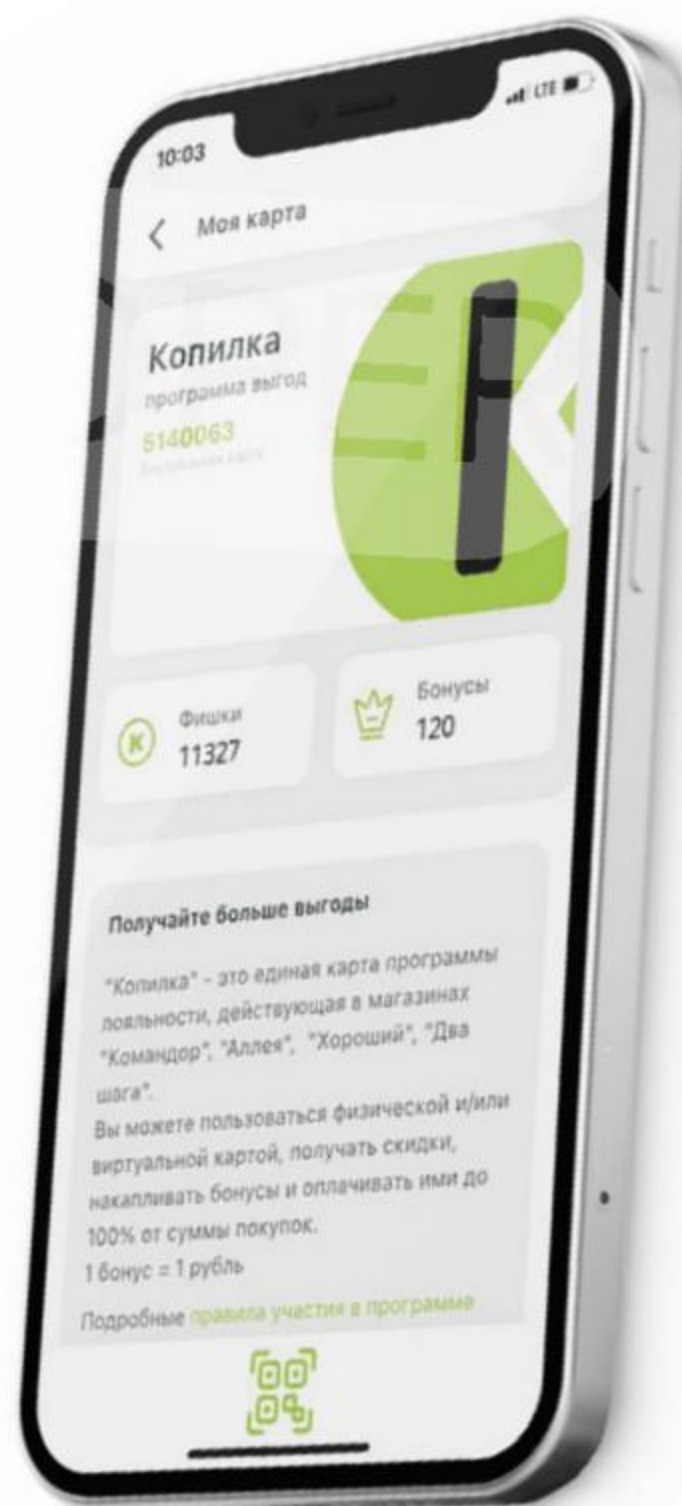 10:03
LTE
Моя карта
Копилка
программа выгод
5140063
Фишки
11327
Бонусы
120
Получайте больше выгоды
"Копилка" - это единая карта программы
лояльности, действующая в магазинах
"Командор", "Аллея", "Хороший", "Два
шага".
Вы можете пользоваться физической и/или
виртуальной картой, получать скидки,
накапливать бонусы и оплачивать ими до
100% от суммы покупок.
1 бонус = 1 рубль
Подробные правила участия в программе